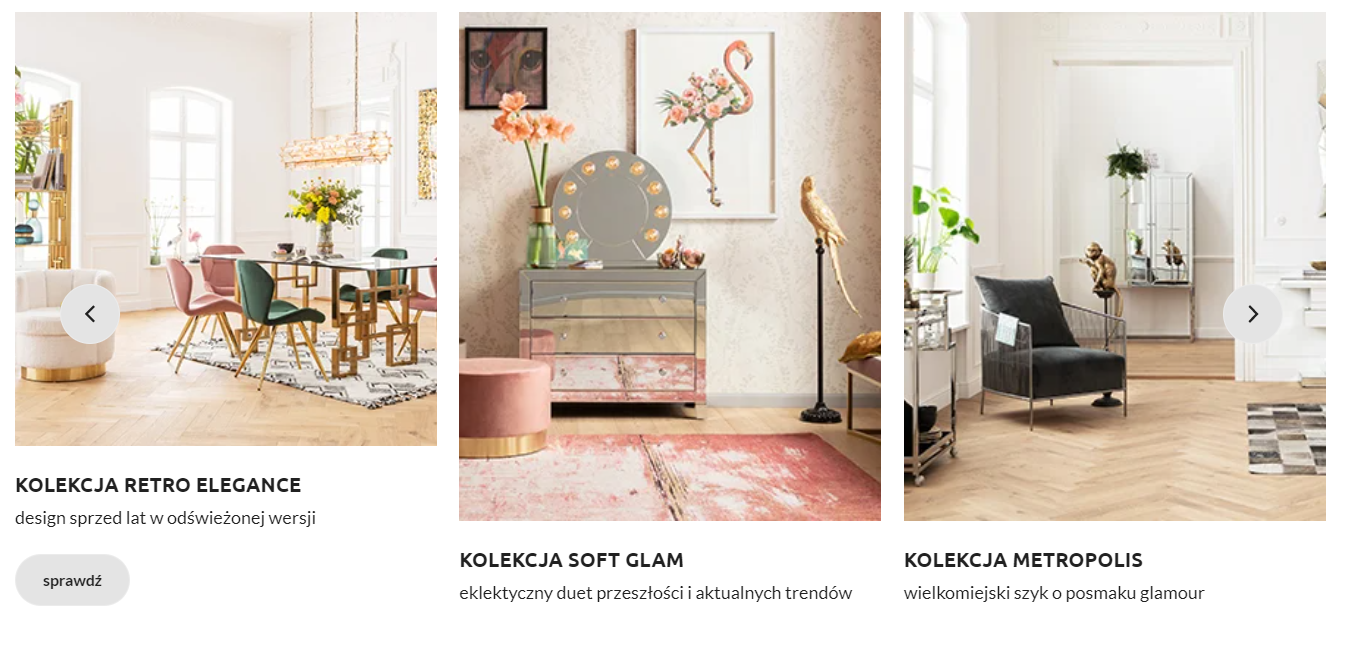 KOLEKCJA RETRO ELEGANCE
design sprzed lat w odświeżonej wersji
sprawdź
KOLEKCJA SOFT GLAM
eklektyczny duet przeszłości i aktualnych trendów
KOLEKCJA METROPOLIS
wielkomiejski szyk o posmaku glamour